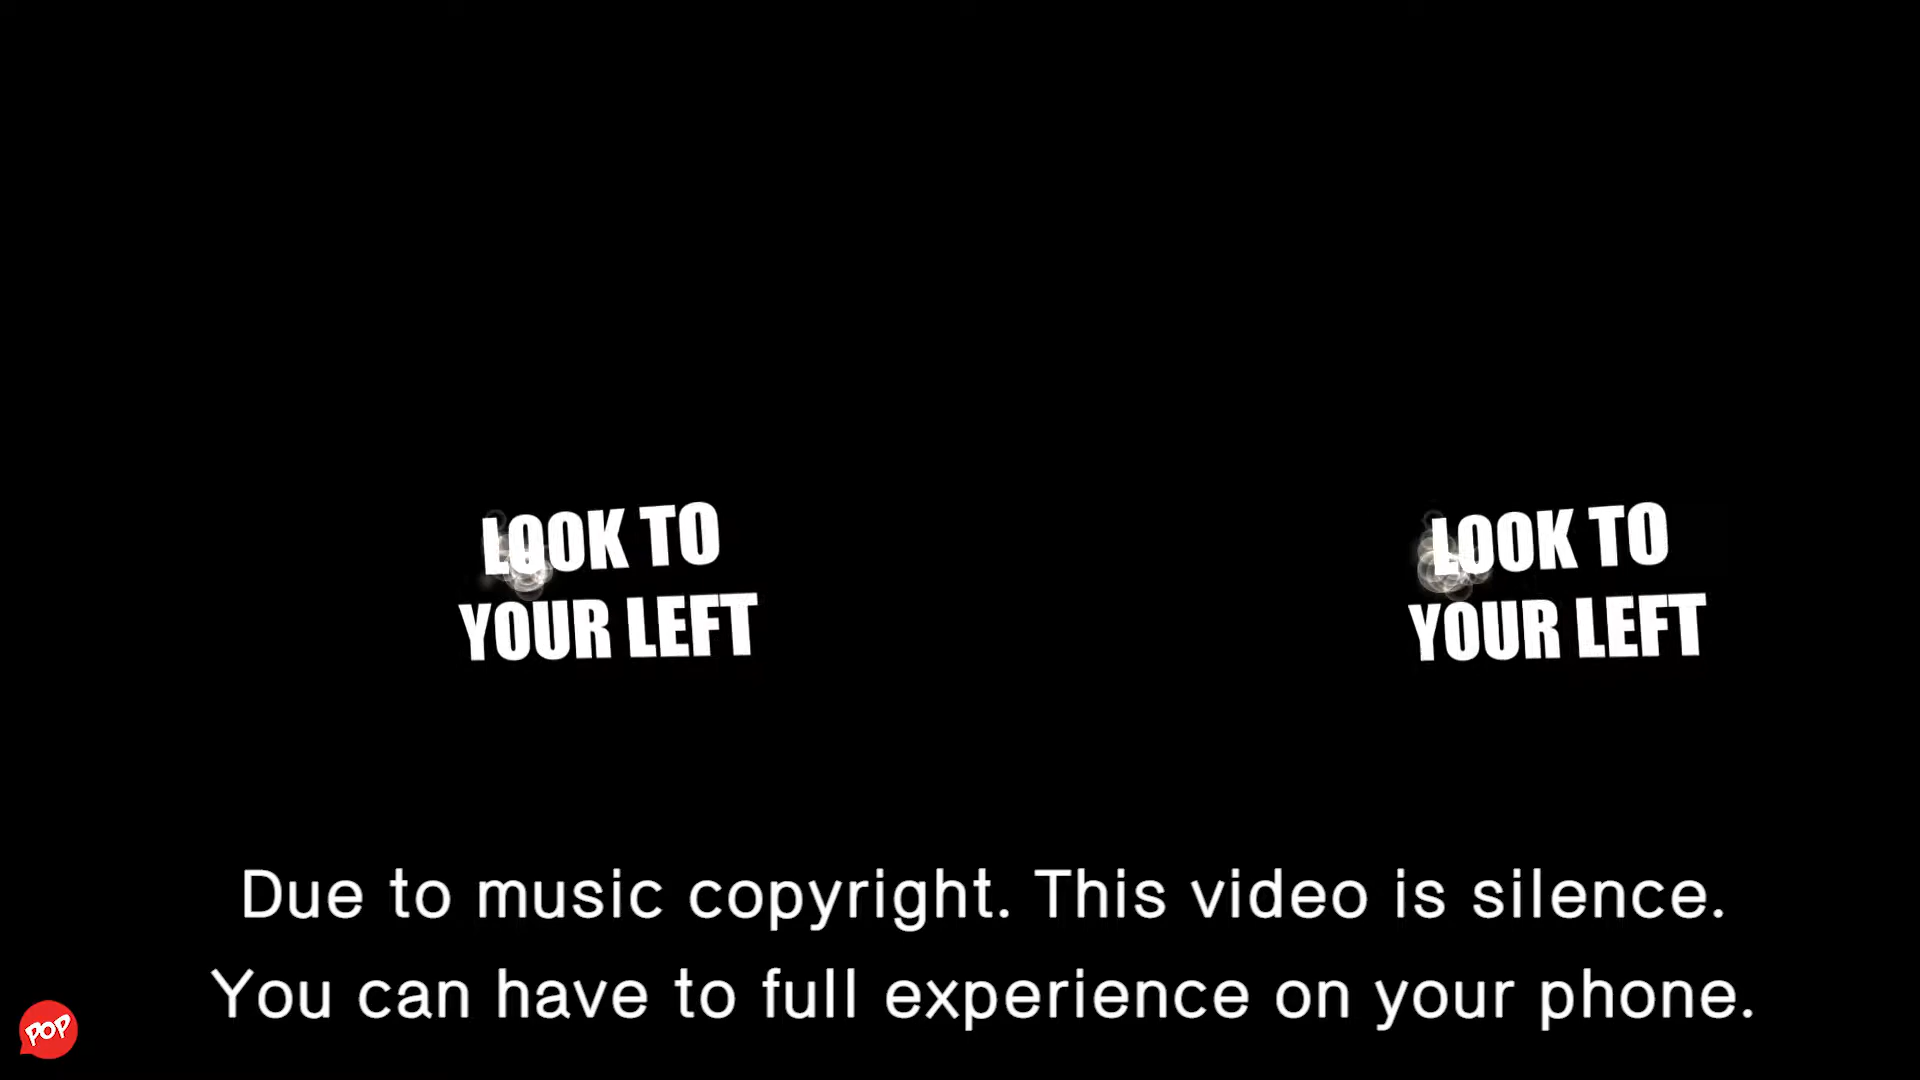 LOOK TO
YOUR LEFT
LOOK TO
YOUR LEFT
Due to music copyright. This video is silence.
You can have to full experience on your phone.
POP